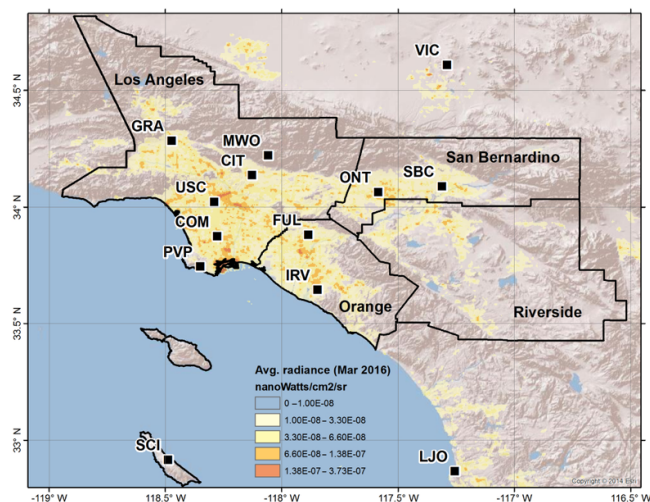 VIC
Los Angeles
34.5° N
GRA
MWO
CIT
San Bernardino
ONT
SBC
USC
34° N
COM
FUL
PVP
IRV
Orange
Riverside
33.5° N
Avg. radiance (Mar 2016)
nanoWatts/cm2/sr
0 –1.00E-08
1.00E-08 – 3.30E-08
3.30E-08 – 6.60E-08
6.60E-08 – 1.38E-07
1.38E-07 – 3.73E-07
33° N
SCI
LJO
Copyright © 2014 Esri
-119° W
-118.5° W
-118° W
-117.5° W
-117° W
-116.5° W